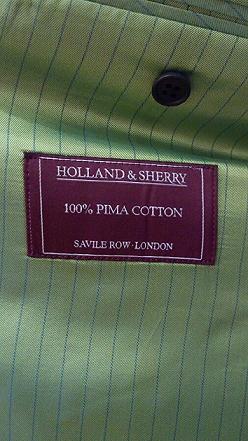 HOLLAND & SHERRY
100% PIMA COTTON
SAVILE ROW · LONDON